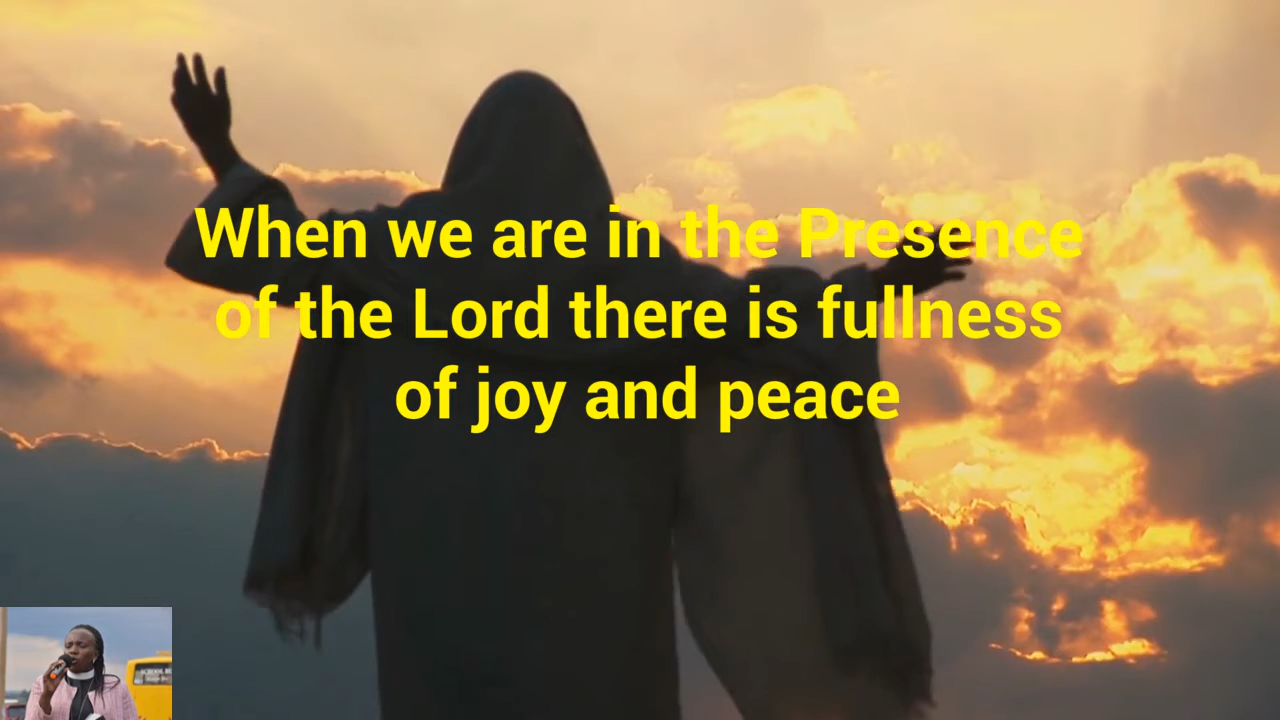 When we are in the Presence
of the Lord there is fullness
of joy and peace